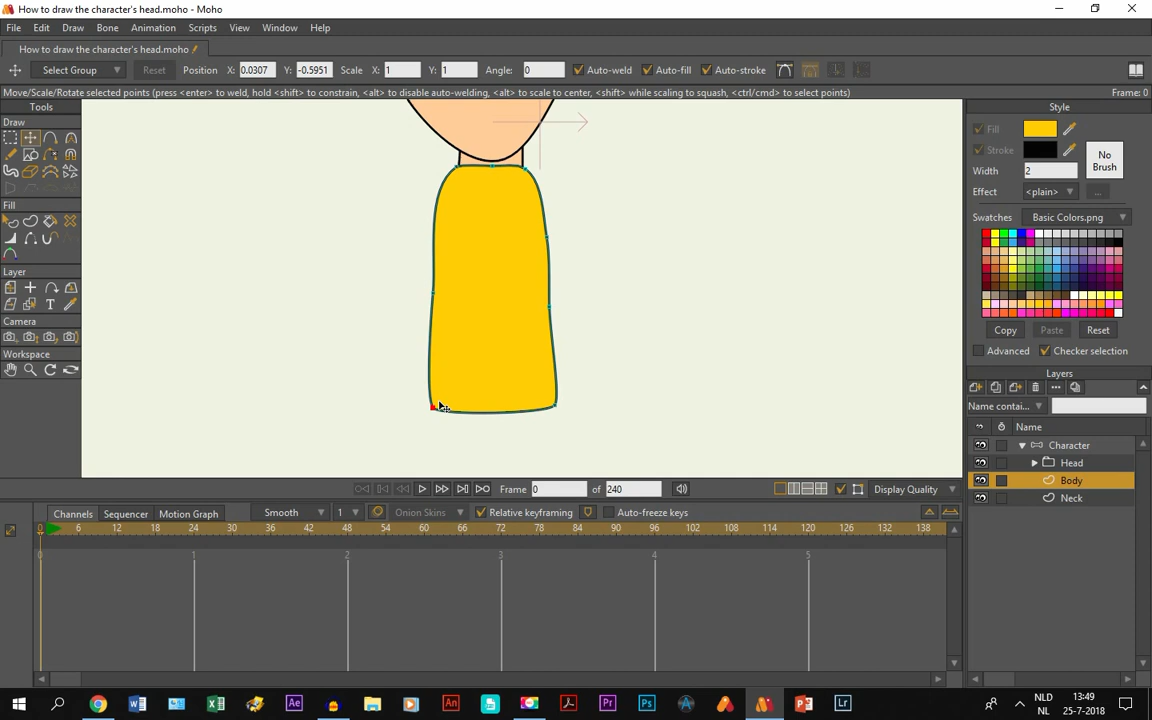 How to draw the character's head.moho - Moho
File Edit Draw Bone Animation Scripts View Window Help
How to draw the character's head.moho
Select Group Reset Position X: 0.0307 Y: -0.5951 Scale X: 1 Y: 1 Angle: 0 Auto-weld Auto-fill Auto-stroke
Move/Scale/Rotate selected points (press <enter> to weld, hold <shift> to constrain, <alt> to disable auto-welding, <alt> to scale to center, <shift> while scaling to squash, <ctrl/cmd> to select points) Frame: 0
Tools
Draw
Fill
Layer
Camera
Workspace
Style
Fill
Stroke
No Brush
Width 2
Effect <plain> ...
Swatches Basic Colors.png
Copy Paste Reset
Advanced Checker selection
Layers
Name contai...
Name
Character
Head
Body
Neck
Frame 0 of 240 Display Quality
Channels Sequencer Motion Graph Smooth 1 Onion Skins Relative keyframing Auto-freeze keys
0 6 12 18 24 30 36 42 48 54 60 66 72 78 84 90 96 102 108 114 120 126 132 138
0 1 2 3 4 5
NLD 13:49
NL 25-7-2018